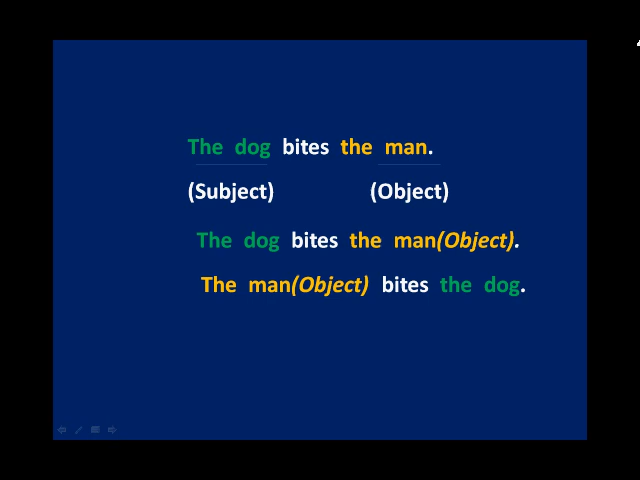 The dog bites the man.
(Subject) (Object)
The dog bites the man(Object).
The man(Object) bites the dog.